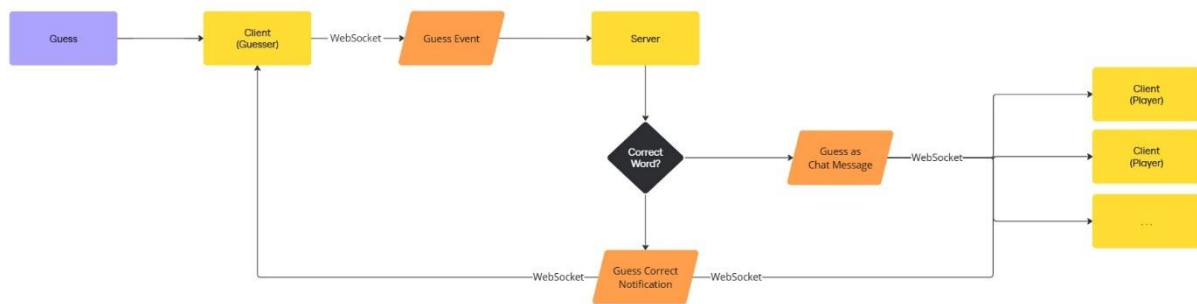 Guess
Client
(Guesser)
WebSocket
Guess Event
Server
Client
(Player)
Correct
Word?
Guess as
Chat Message
WebSocket
Client
(Player)
. . .
WebSocket
Guess Correct
Notification
WebSocket